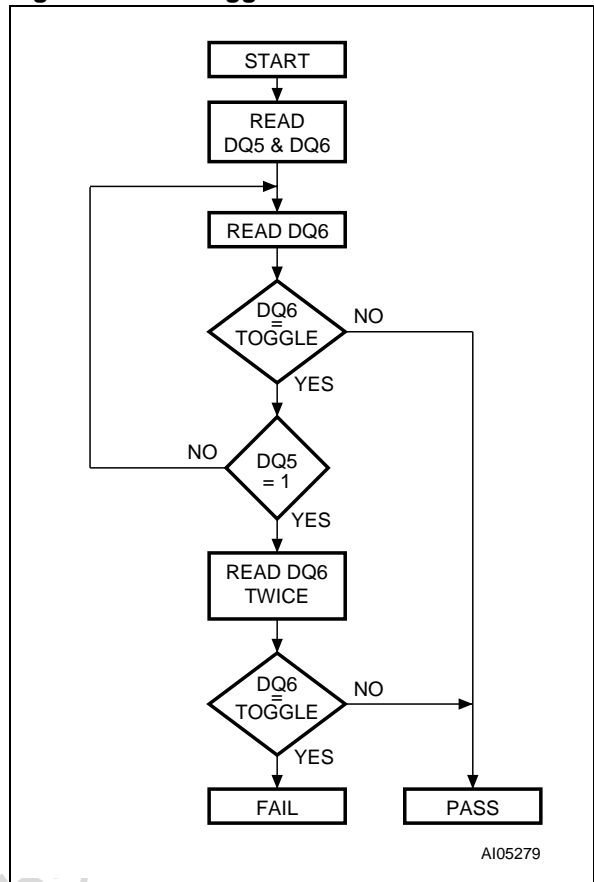 START
READ
DQ5 & DQ6
READ DQ6
DQ6
=
TOGGLE
NO
YES
NO
DQ5
= 1
YES
READ DQ6
TWICE
DQ6
=
TOGGLE
NO
YES
FAIL
PASS
AI05279